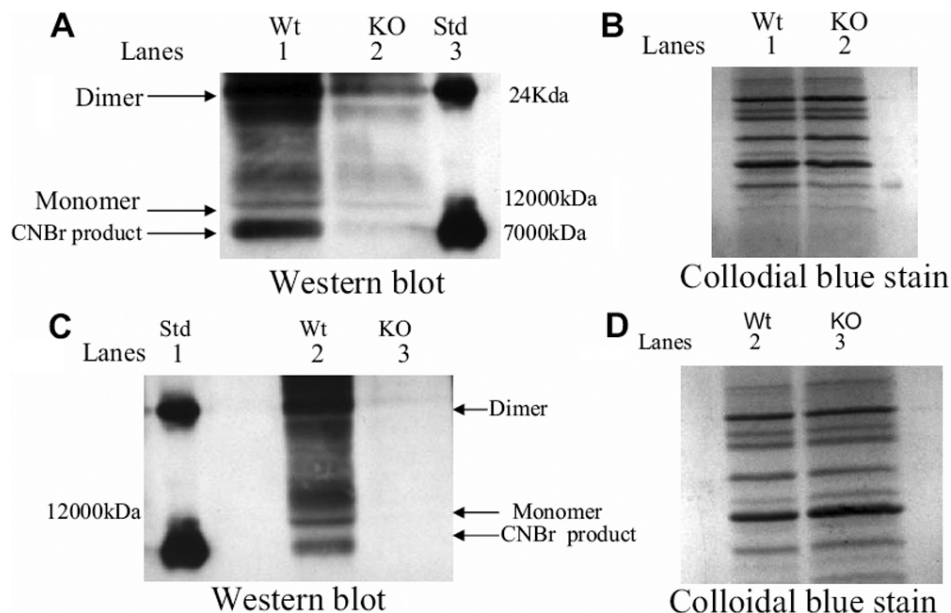 A
Wt KO Std
Lanes 1 2 3
Dimer
24Kda
Monomer
12000kDa
CNBr product
7000kDa
Western blot
B
Wt KO
Lanes 1 2
Collodial blue stain
C
Std Wt KO
Lanes 1 2 3
Dimer
12000kDa
Monomer
CNBr product
Western blot
D
Wt KO
Lanes 2 3
Colloidal blue stain